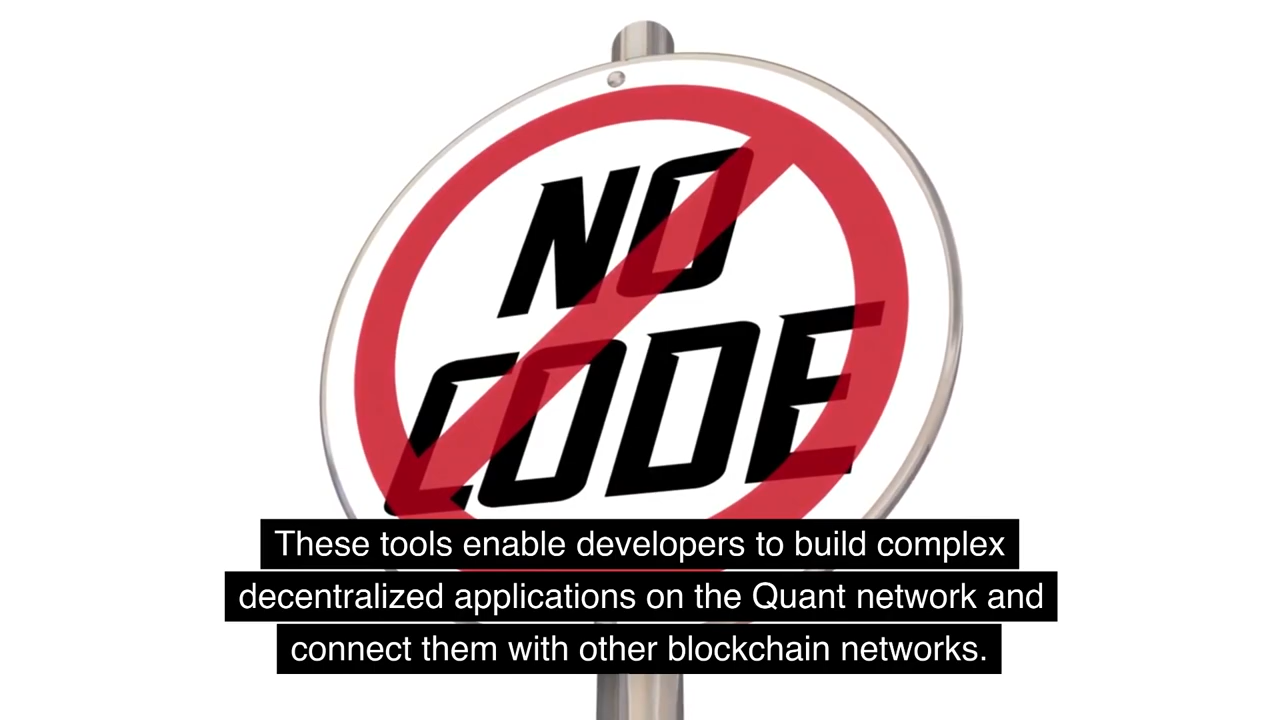 NO
CODE
These tools enable developers to build complex
decentralized applications on the Quant network and
connect them with other blockchain networks.